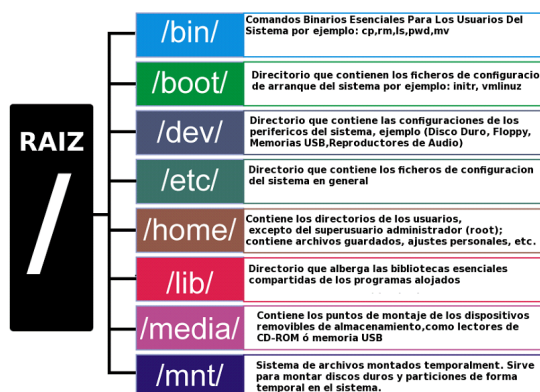 RAIZ
/
/bin/
Comandos Binarios Esenciales Para Los Usuarios Del
Sistema por ejemplo: cp,rm,ls,pwd,mv
/boot/
Direcitorio que contienen los ficheros de configuracio
de arranque del sistema por ejemplo: initr, vmlinuz
/dev/
Directorio que contiene las configuraciones de los
perifericos del sistema, ejemplo (Disco Duro, Floppy,
Memorias USB,Reproductores de Audio)
/etc/
Directorio que contiene los ficheros de configuracion
del sistema en general
/home/
Contiene los directorios de los usuarios,
excepto del superusuario administrador (root);
contiene archivos guardados, ajustes personales, etc.
/lib/
Directorio que alberga las bibliotecas esenciales
compartidas de los programas alojados
/media/
Contiene los puntos de montaje de los dispositivos
removibles de almacenamiento,como lectores de
CD-ROM ó memoria USB
/mnt/
Sistema de archivos montados temporalment. Sirve
para montar discos duros y particiones de forma
temporal en el sistema.